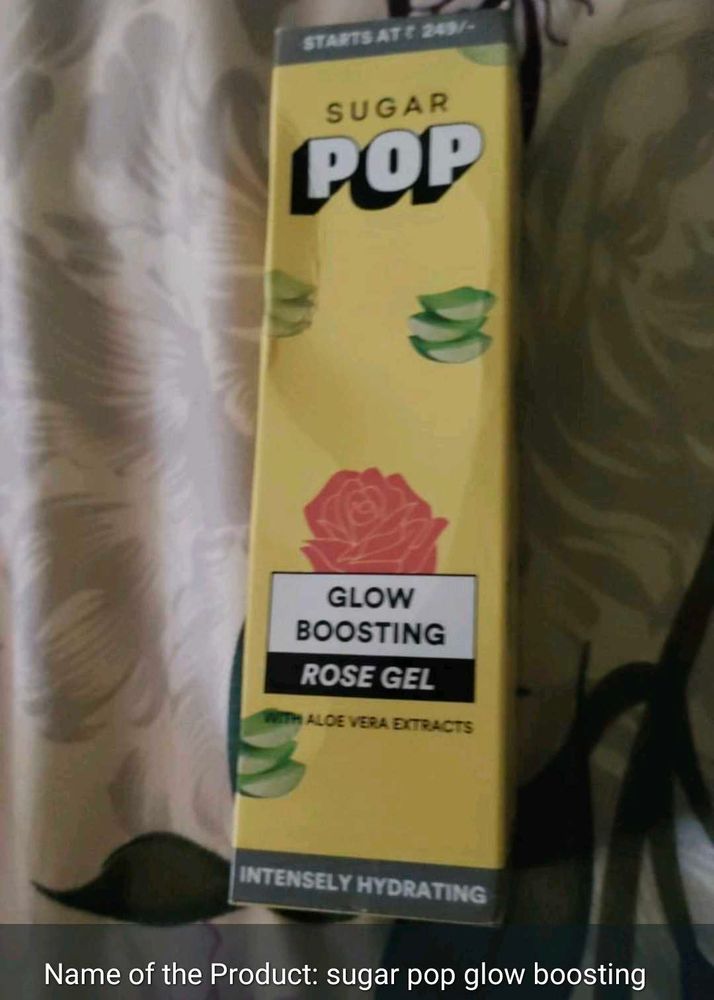 STARTS AT ₹ 249/-
SUGAR
POP
GLOW
BOOSTING
ROSE GEL
WITH ALOE VERA EXTRACTS
INTENSELY HYDRATING
Name of the Product: sugar pop glow boosting